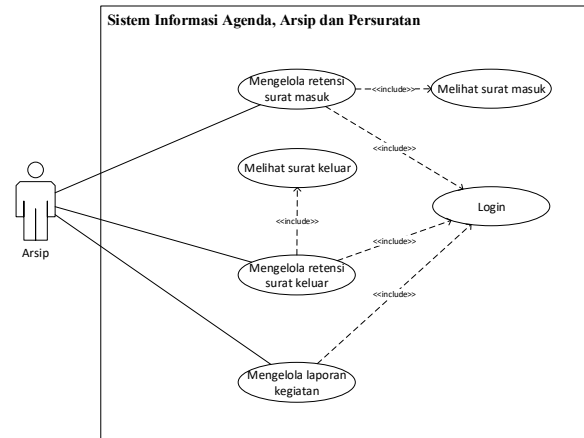 Sistem Informasi Agenda, Arsip dan Persuratan
Mengelola retensi
surat masuk
<<include>>
Melihat surat masuk
<<include>>
Melihat surat keluar
<<include>>
Login
Arsip
Mengelola retensi
surat keluar
<<include>>
<<include>>
Mengelola laporan
kegiatan